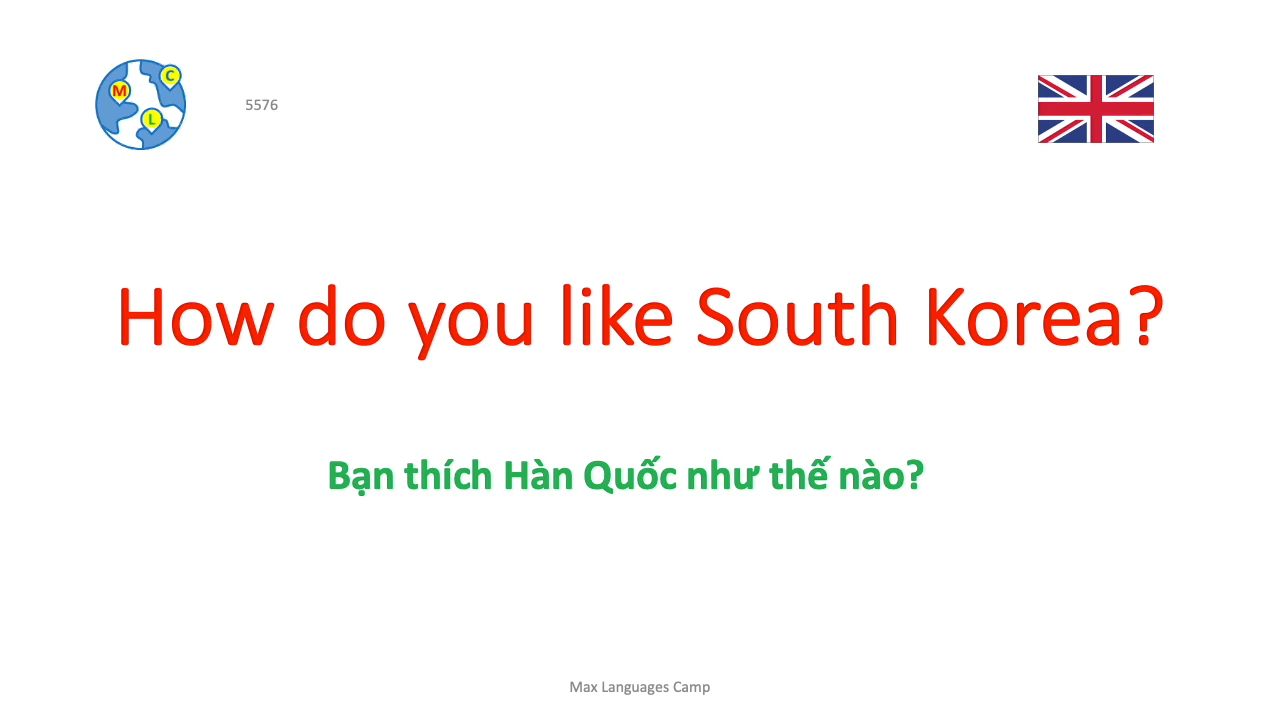 C
M
L
5576
How do you like South Korea?
Bạn thích Hàn Quốc như thế nào?
Max Languages Camp